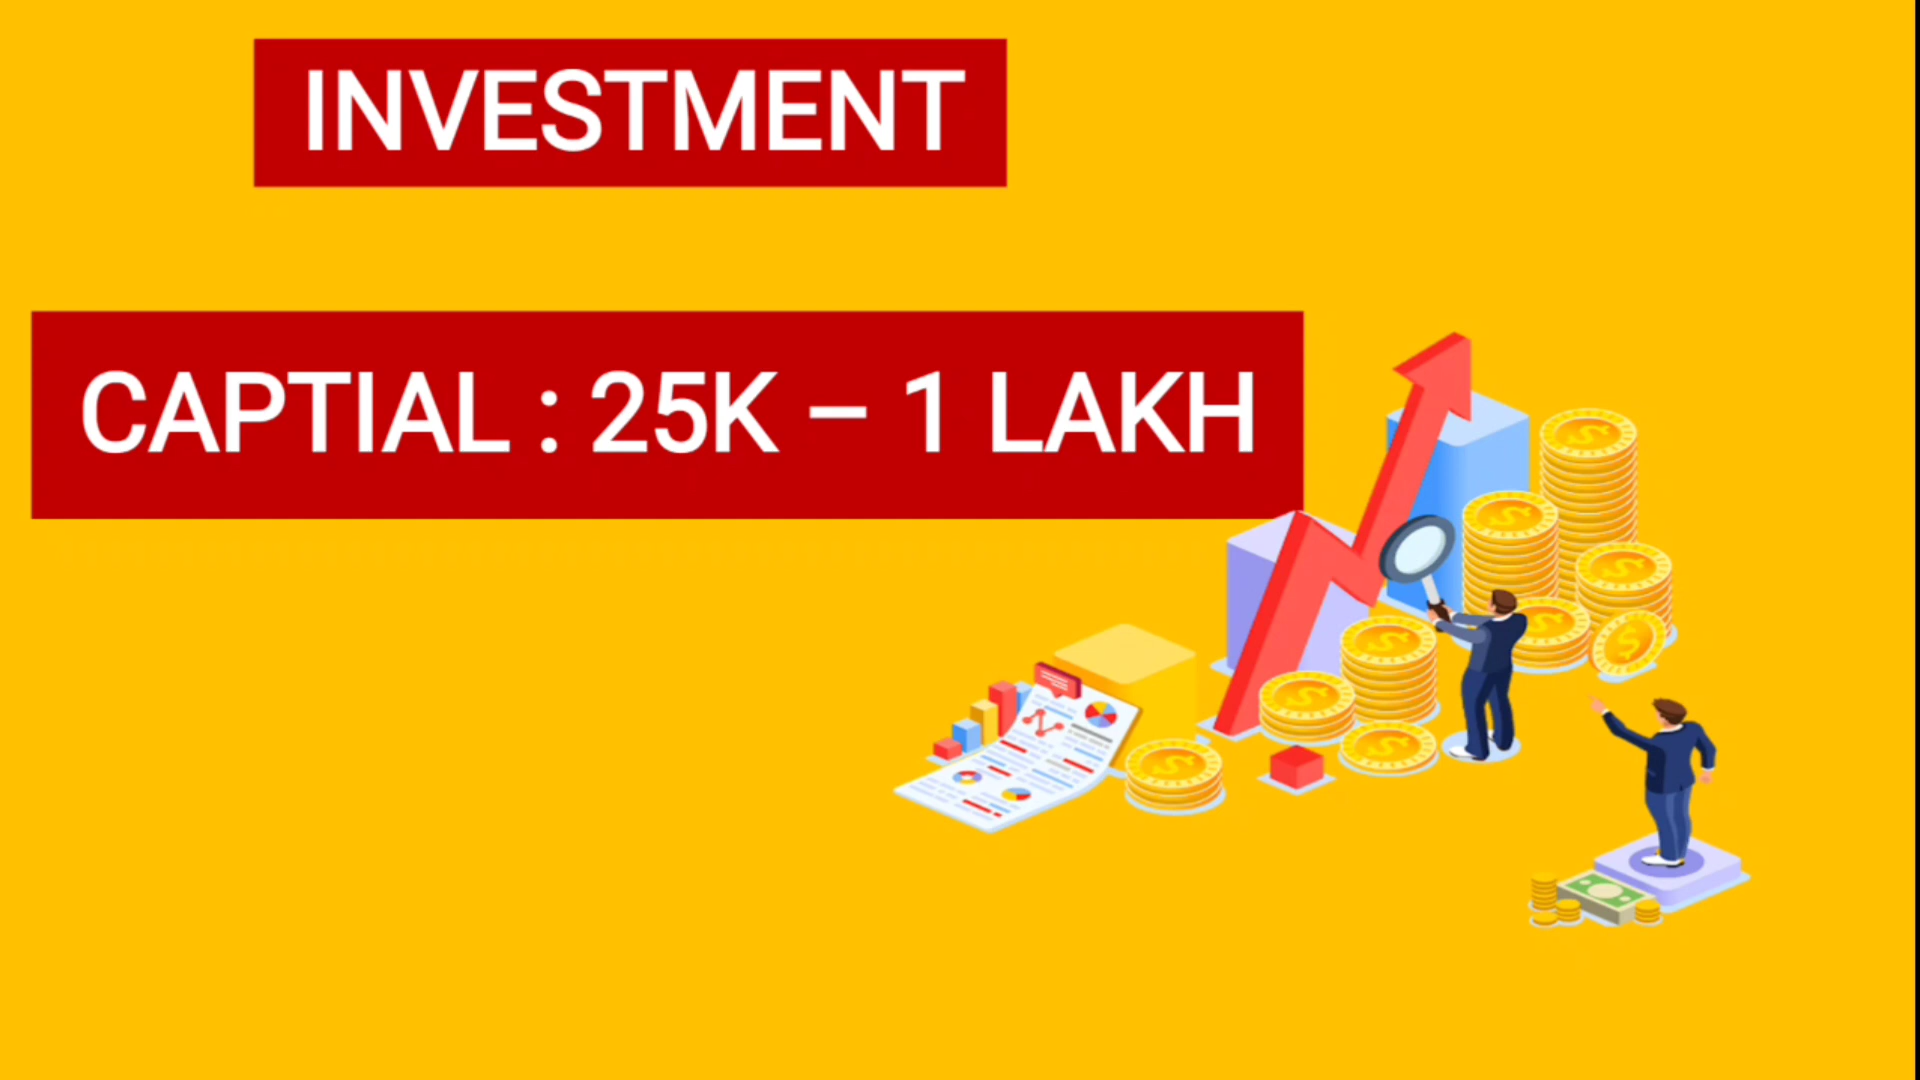 INVESTMENT
CAPTIAL : 25K – 1 LAKH